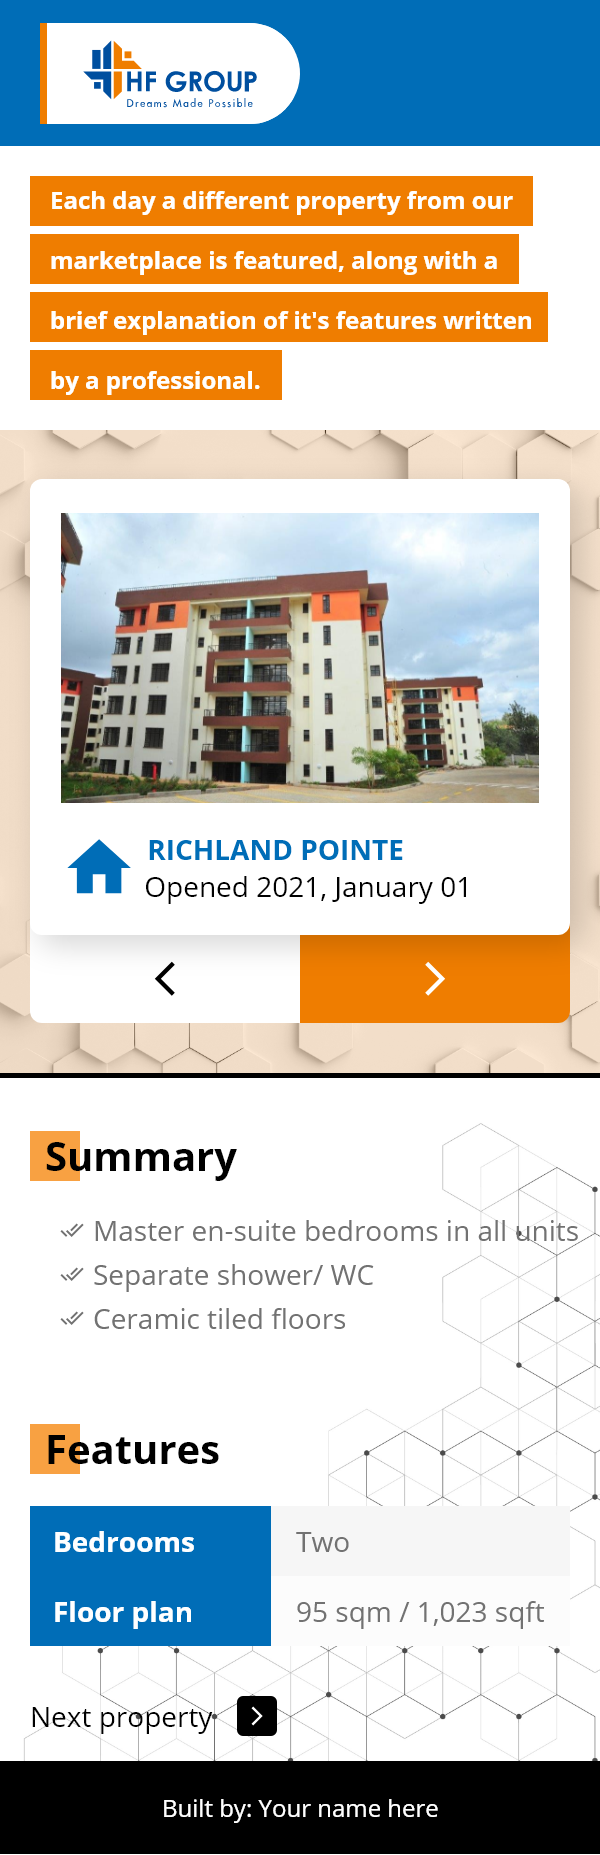 HF GROUP
Dreams Made Possible
Each day a different property from our
marketplace is featured, along with a
brief explanation of it's features written
by a professional.
RICHLAND POINTE
Opened 2021, January 01
Summary
Master en-suite bedrooms in all units
Separate shower/ WC
Ceramic tiled floors
Features
Bedrooms Two
Floor plan 95 sqm / 1,023 sqft
Next property
Built by: Your name here